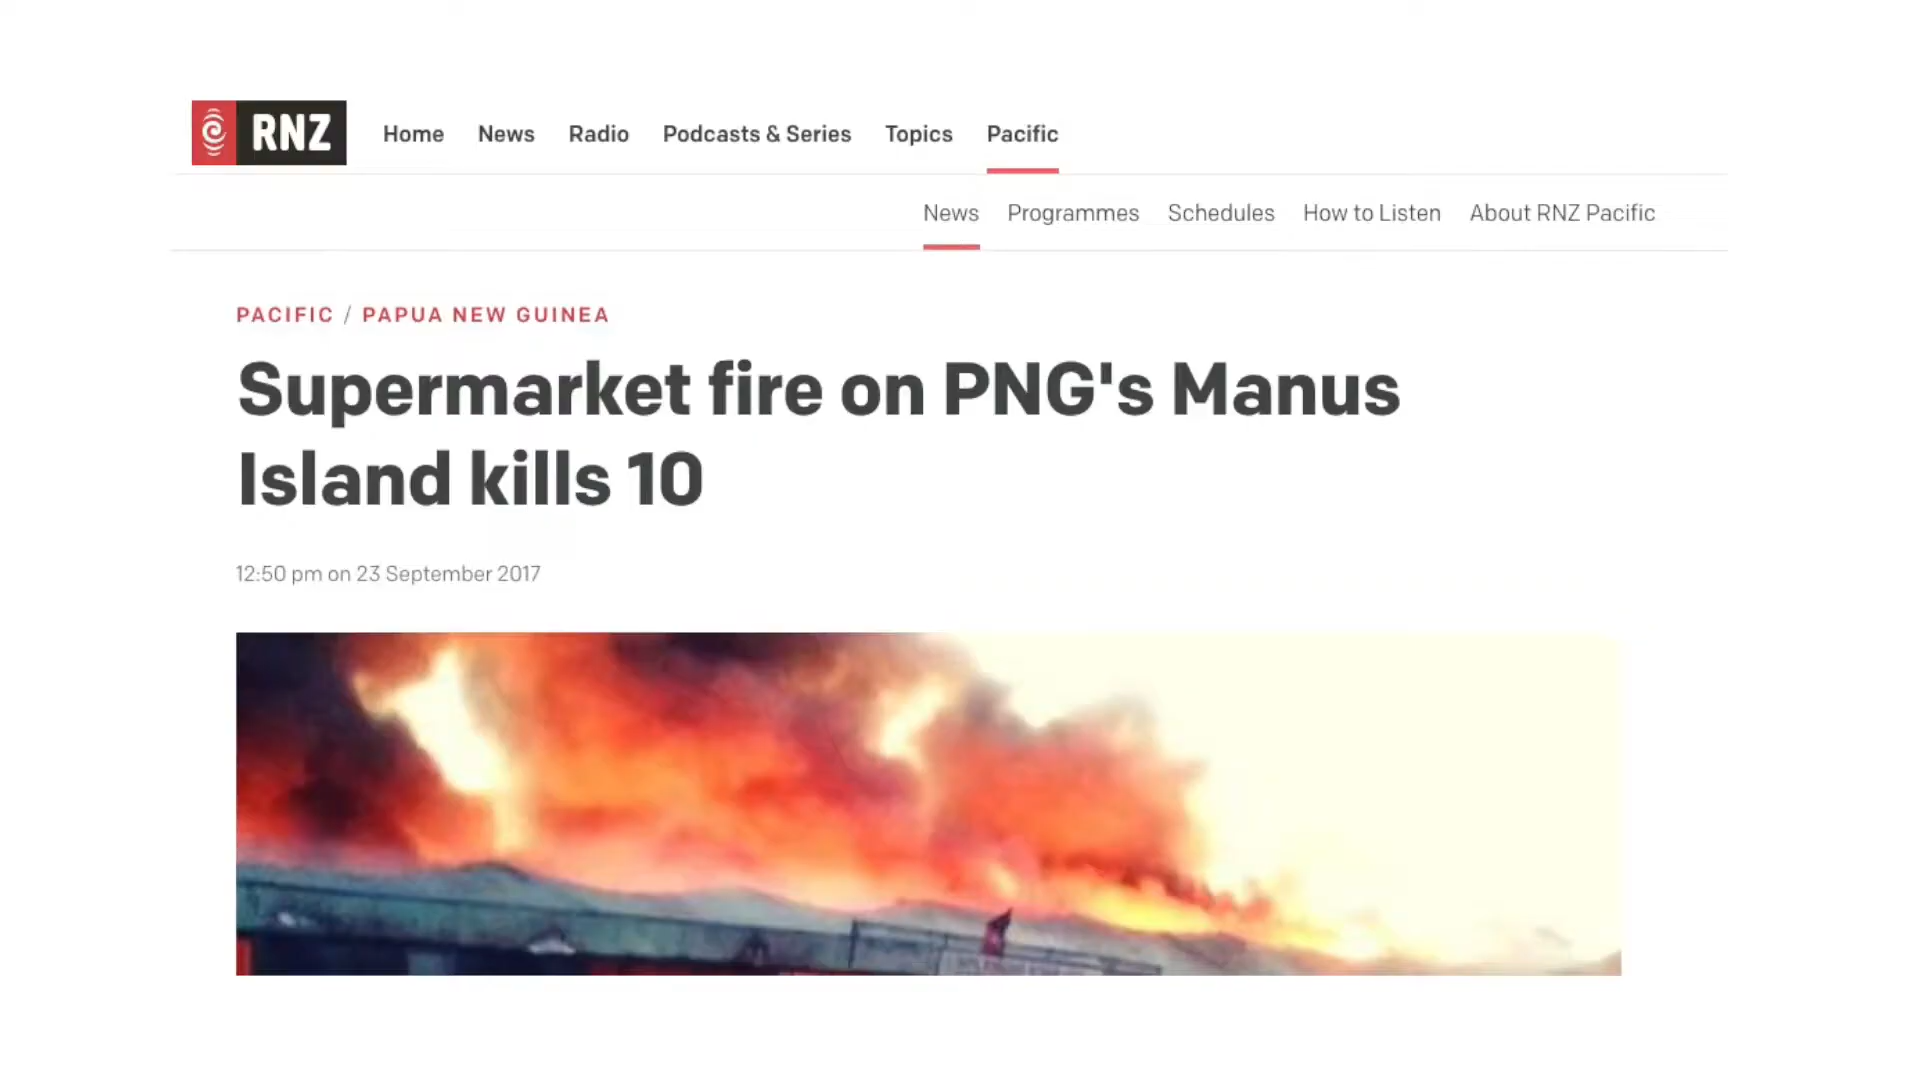 RNZ Home News Radio Podcasts & Series Topics Pacific
News Programmes Schedules How to Listen About RNZ Pacific
PACIFIC / PAPUA NEW GUINEA
Supermarket fire on PNG's Manus
Island kills 10
12:50 pm on 23 September 2017